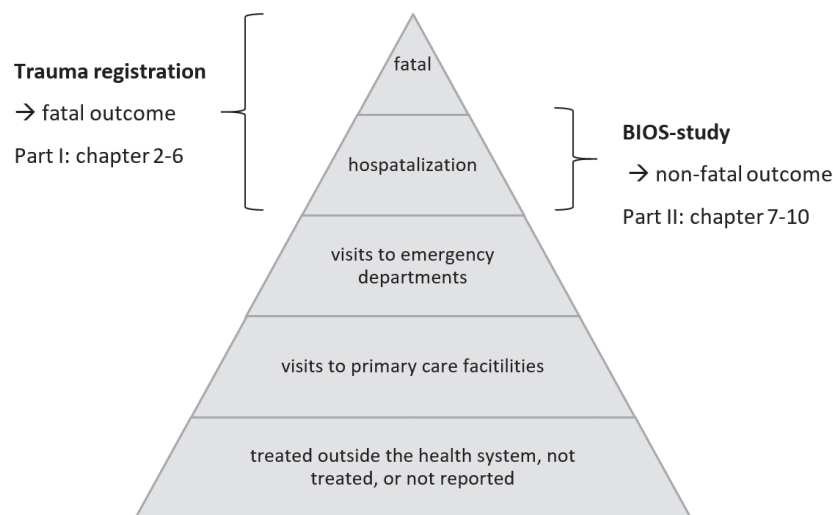 Trauma registration
→ fatal outcome
Part I: chapter 2-6
fatal
hospatalization
BIOS-study
→ non-fatal outcome
Part II: chapter 7-10
visits to emergency
departments
visits to primary care facitilities
treated outside the health system, not
treated, or not reported